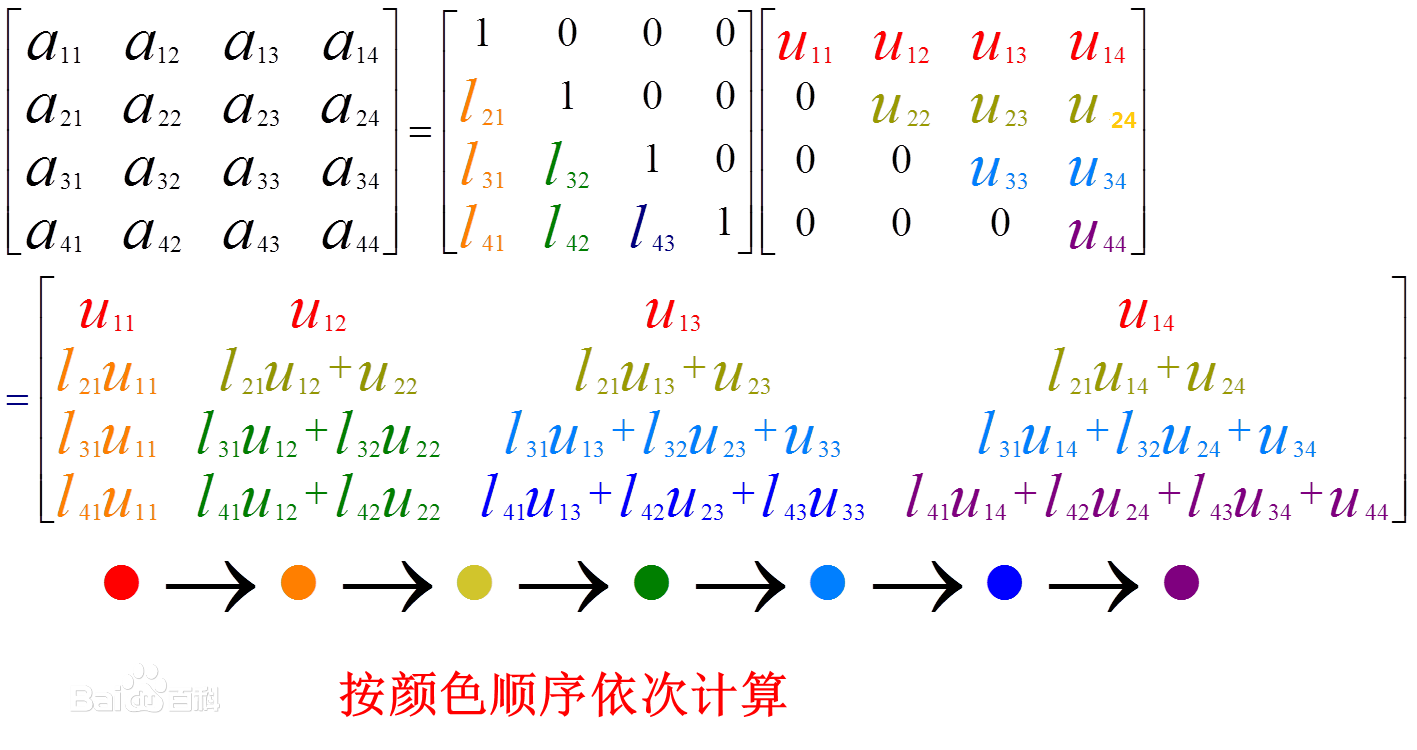 a11 a12 a13 a14 1 0 0 0 u11 u12 u13 u14
a21 a22 a23 a24 = l21 1 0 0 0 u22 u23 u24
a31 a32 a33 a34 l31 l32 1 0 0 0 u33 u34
a41 a42 a43 a44 l41 l42 l43 1 0 0 0 u44
u11 u12 u13 u14
= l21u11 l21u12+u22 l21u13+u23 l21u14+u24
l31u11 l31u12+l32u22 l31u13+l32u23+u33 l31u14+l32u24+u34
l41u11 l41u12+l42u22 l41u13+l42u23+l43u33 l41u14+l42u24+l43u34+u44
→ → → → → →
Bai百科
按颜色顺序依次计算